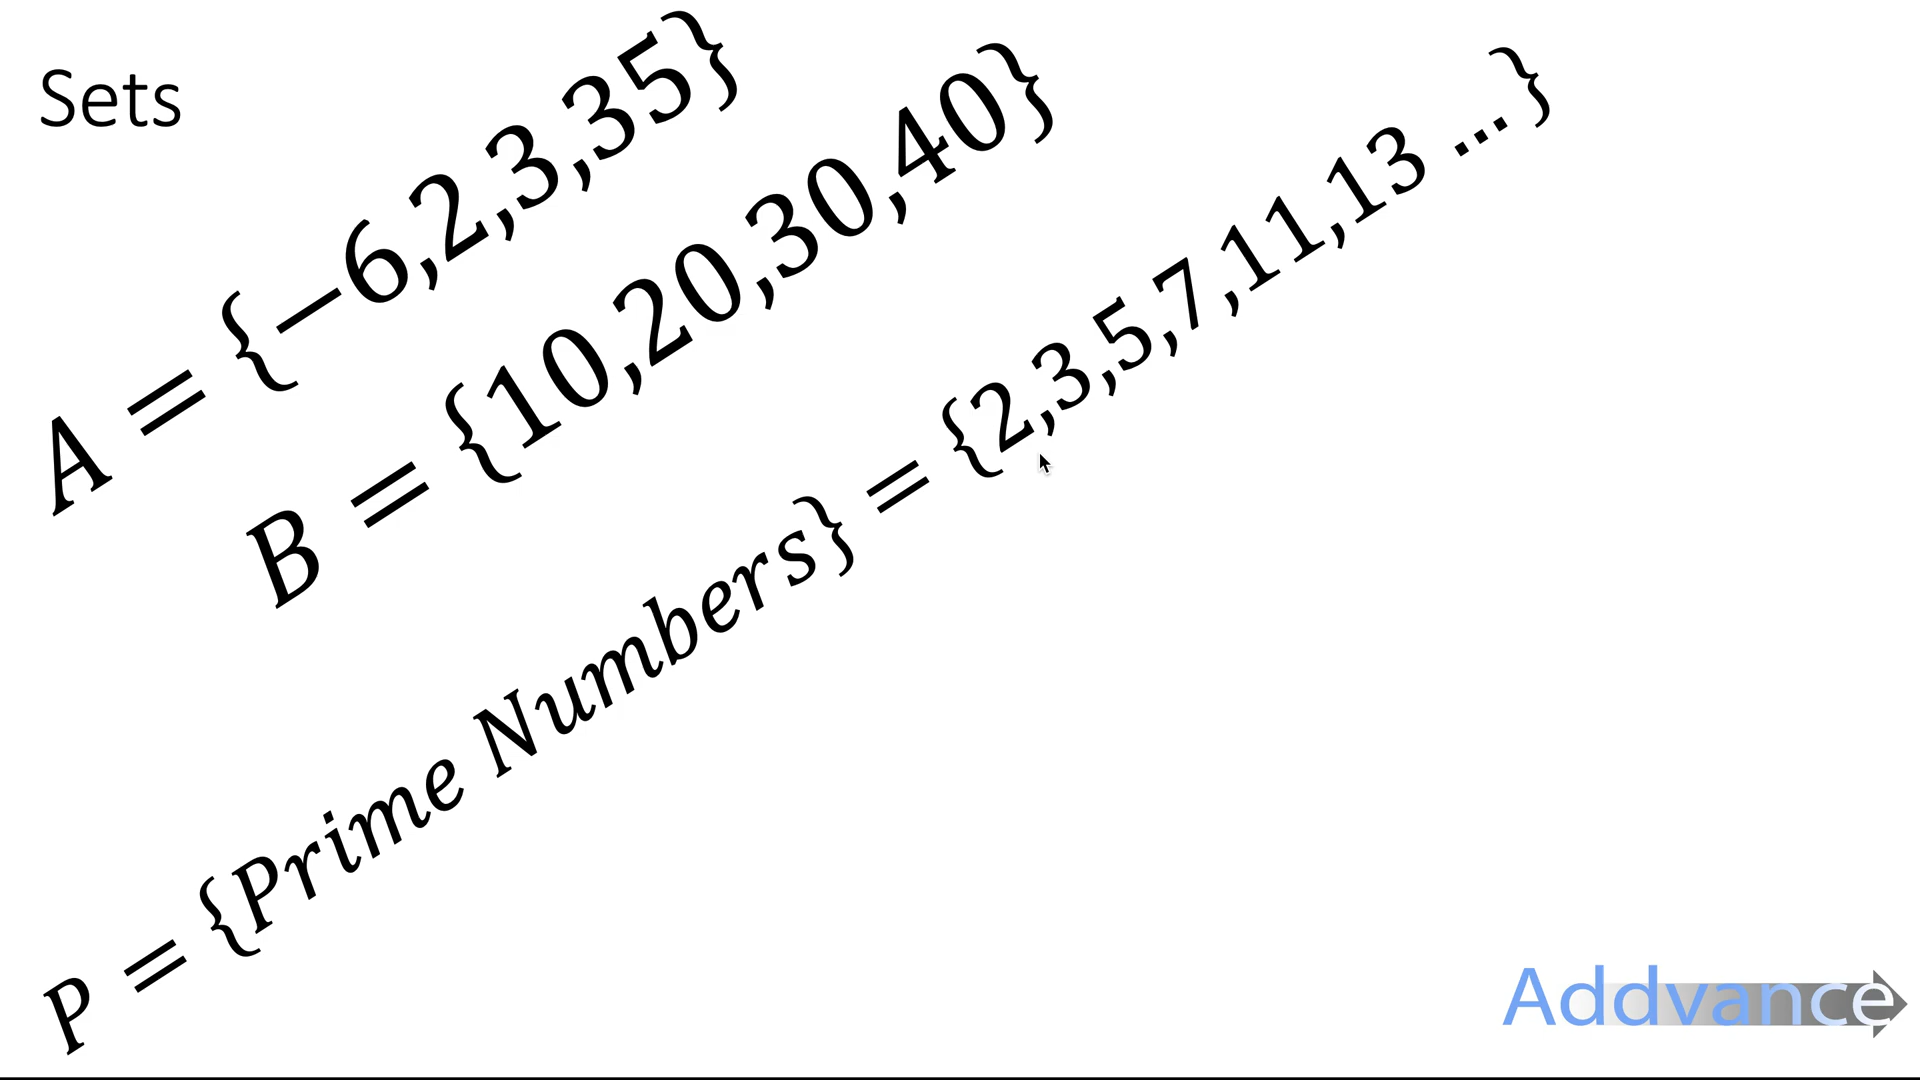 Sets
A = {−6,2,3,35}
B = {10,20,30,40}
P = {Prime Numbers} = {2,3,5,7,11,13 ...}
Addvance